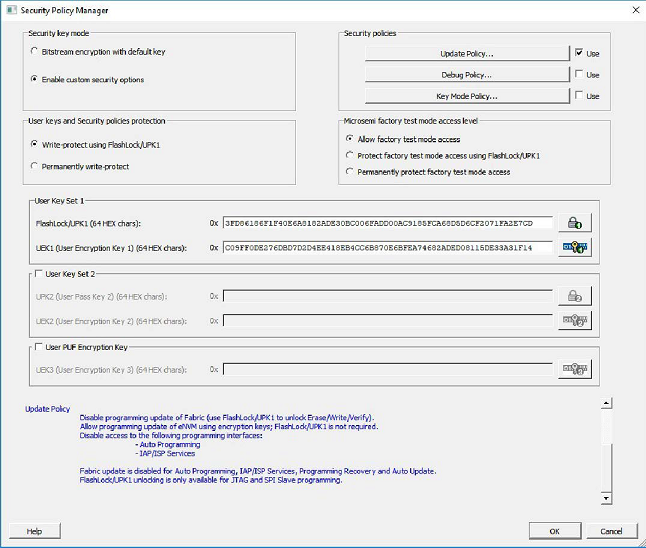 Security Policy Manager
Security key mode
Bitstream encryption with default key
Enable custom security options
Security policies
Update Policy... Use
Debug Policy... Use
Key Mode Policy... Use
User keys and Security policies protection
Write-protect using FlashLock/UPK1
Permanently write-protect
Microsemi factory test mode access level
Allow factory test mode access
Protect factory test mode access using FlashLock/UPK1
Permanently protect factory test mode access
User Key Set 1
FlashLock/UPK1 (64 HEX chars): 0x
UEK1 (User Encryption Key 1) (64 HEX chars): 0x
User Key Set 2
UPK2 (User Pass Key 2) (64 HEX chars): 0x
UEK2 (User Encryption Key 2) (64 HEX chars): 0x
User PUF Encryption Key
UEK3 (User Encryption Key 3) (64 HEX chars): 0x
Update Policy
Disable programming update of Fabric (use FlashLock/UPK1 to unlock Erase/Write/Verify).
Allow programming update of eNVM using encryption keys; FlashLock/UPK1 is not required.
Disable access to the following programming interfaces:
- Auto Programming
- IAP/ISP Services
Fabric update is disabled for Auto Programming, IAP/ISP Services, Programming Recovery and Auto Update.
FlashLock/UPK1 unlocking is only available for JTAG and SPI Slave programming.
Help
OK
Cancel